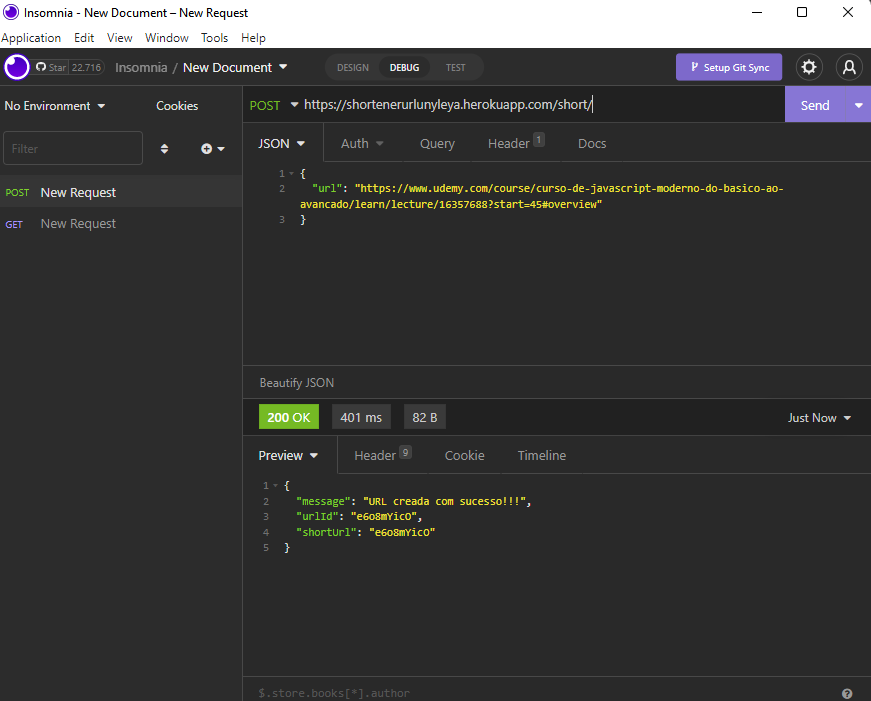 Insomnia - New Document – New Request
Application Edit View Window Tools Help
Star 22.716 Insomnia / New Document DESIGN DEBUG TEST Setup Git Sync
No Environment Cookies
POST https://shortenerurlunyleya.herokuapp.com/short/ Send
Filter
JSON Auth Query Header 1 Docs
POST New Request
GET New Request
1 {
2 "url": "https://www.udemy.com/course/curso-de-javascript-moderno-do-basico-ao-
avancado/learn/lecture/16357688?start=45#overview"
3 }
Beautify JSON
200 OK 401 ms 82 B Just Now
Preview Header 9 Cookie Timeline
1 {
2 "message": "URL creada com sucesso!!!",
3 "urlId": "e6o8mYicO",
4 "shortUrl": "e6o8mYicO"
5 }
$.store.books[*].author